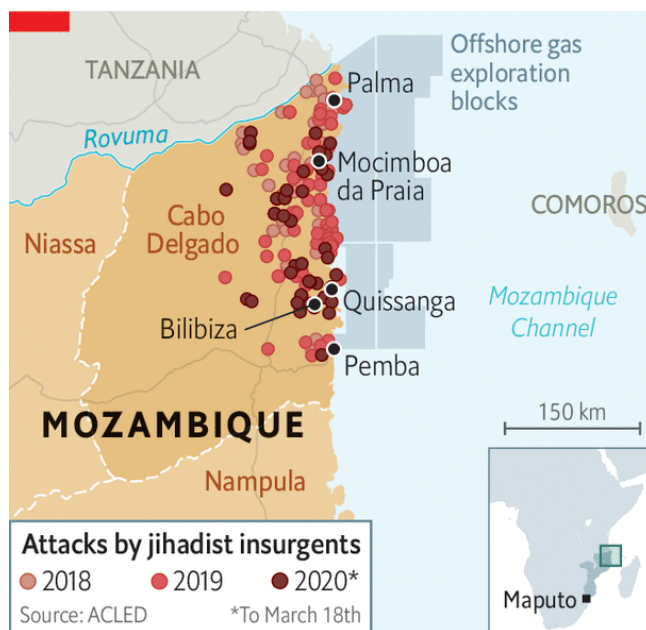 TANZANIA
Offshore gas
exploration
blocks
Palma
Rovuma
Mocimboa
da Praia
COMOROS
Cabo
Delgado
Niassa
Quissanga
Mozambique
Channel
Bilibiza
Pemba
MOZAMBIQUE
150 km
Nampula
Attacks by jihadist insurgents
2018 2019 2020*
Source: ACLED *To March 18th
Maputo